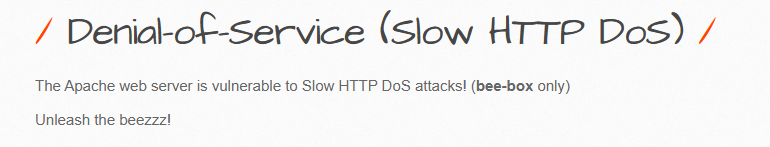 / Denial-of-Service (Slow HTTP DoS) /
The Apache web server is vulnerable to Slow HTTP DoS attacks! (bee-box only)
Unleash the beezzz!